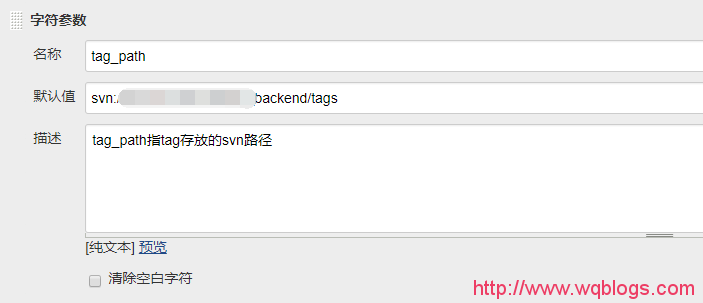 字符参数
名称 tag_path
默认值 svn:/ backend/tags
描述 tag_path指tag存放的svn路径
[纯文本] 预览
清除空白字符
http://www.wqblogs.com